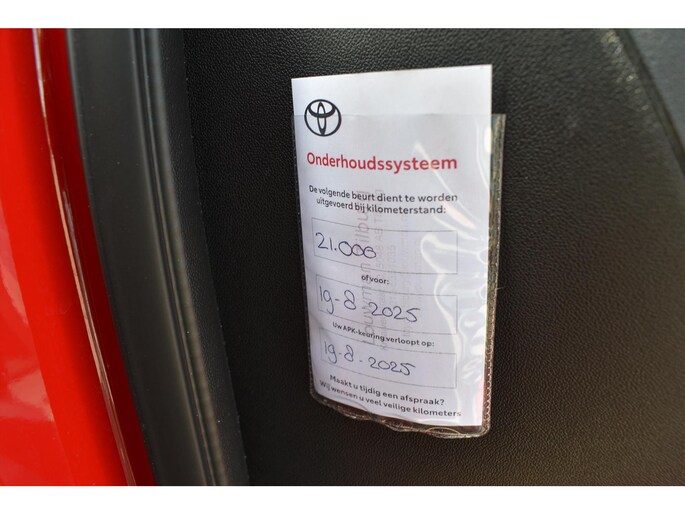 Onderhoudssysteem
De volgende beurt dient te worden
uitgevoerd bij kilometerstand:
21.000
of voor:
19-8-2025
Uw APK-keuring verloopt op:
19-8-2025
Maakt u tijdig een afspraak?
Wij wensen u veel veilige kilometers